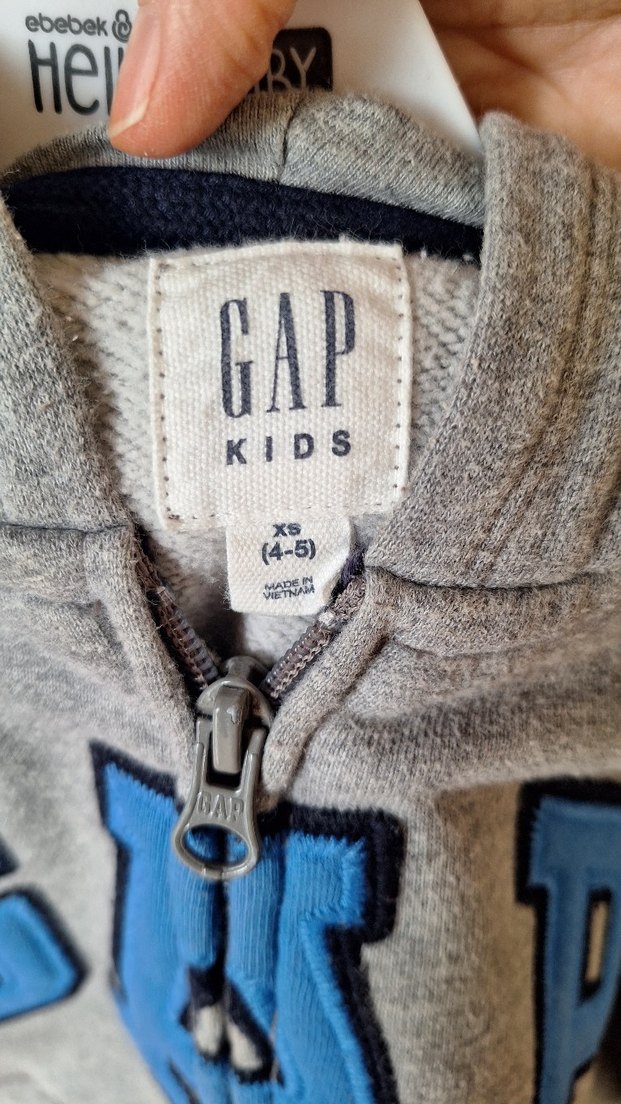 ebebek
GAP
KIDS
XS
(4-5)
MADE IN
VIETNAM
GAP
G A P